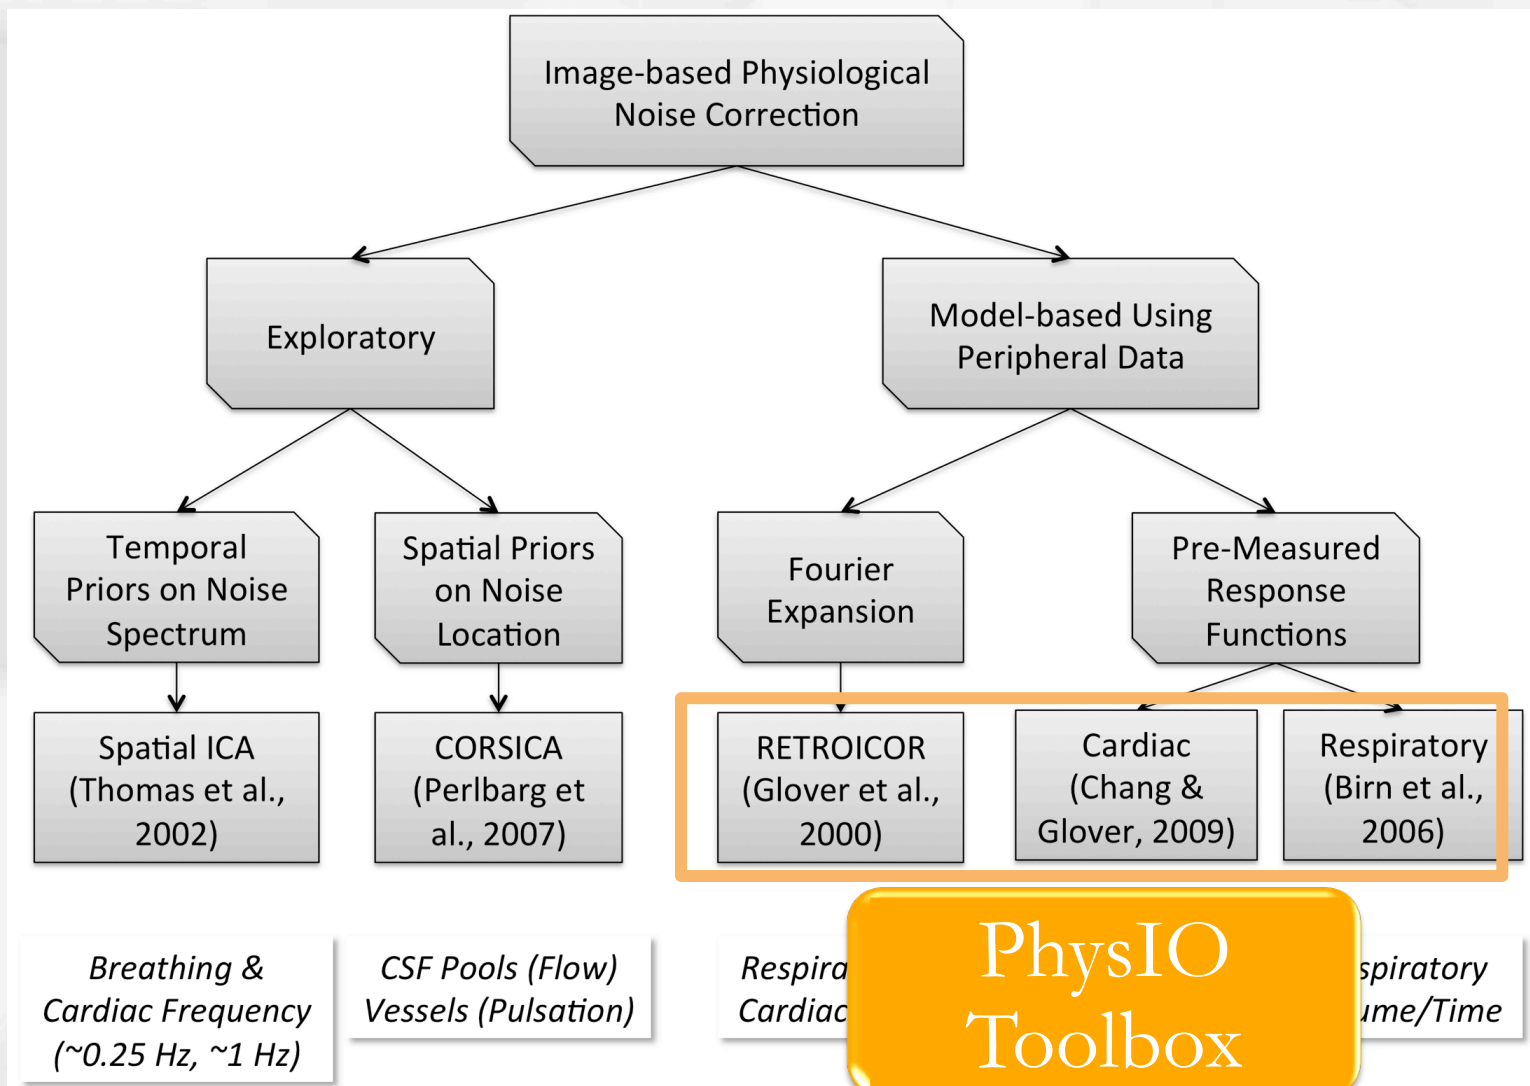 Image-based Physiological
Noise Correction
Exploratory
Model-based Using
Peripheral Data
Temporal
Priors on Noise
Spectrum
Spatial Priors
on Noise
Location
Fourier
Expansion
Pre-Measured
Response
Functions
Spatial ICA
(Thomas et al.,
2002)
CORSICA
(Perlbarg et
al., 2007)
RETROICOR
(Glover et al.,
2000)
Cardiac
(Chang &
Glover, 2009)
Respiratory
(Birn et al.,
2006)
Breathing &
Cardiac Frequency
(~0.25 Hz, ~1 Hz)
CSF Pools (Flow)
Vessels (Pulsation)
Cardiac
PhysIO
Toolbox
/Time